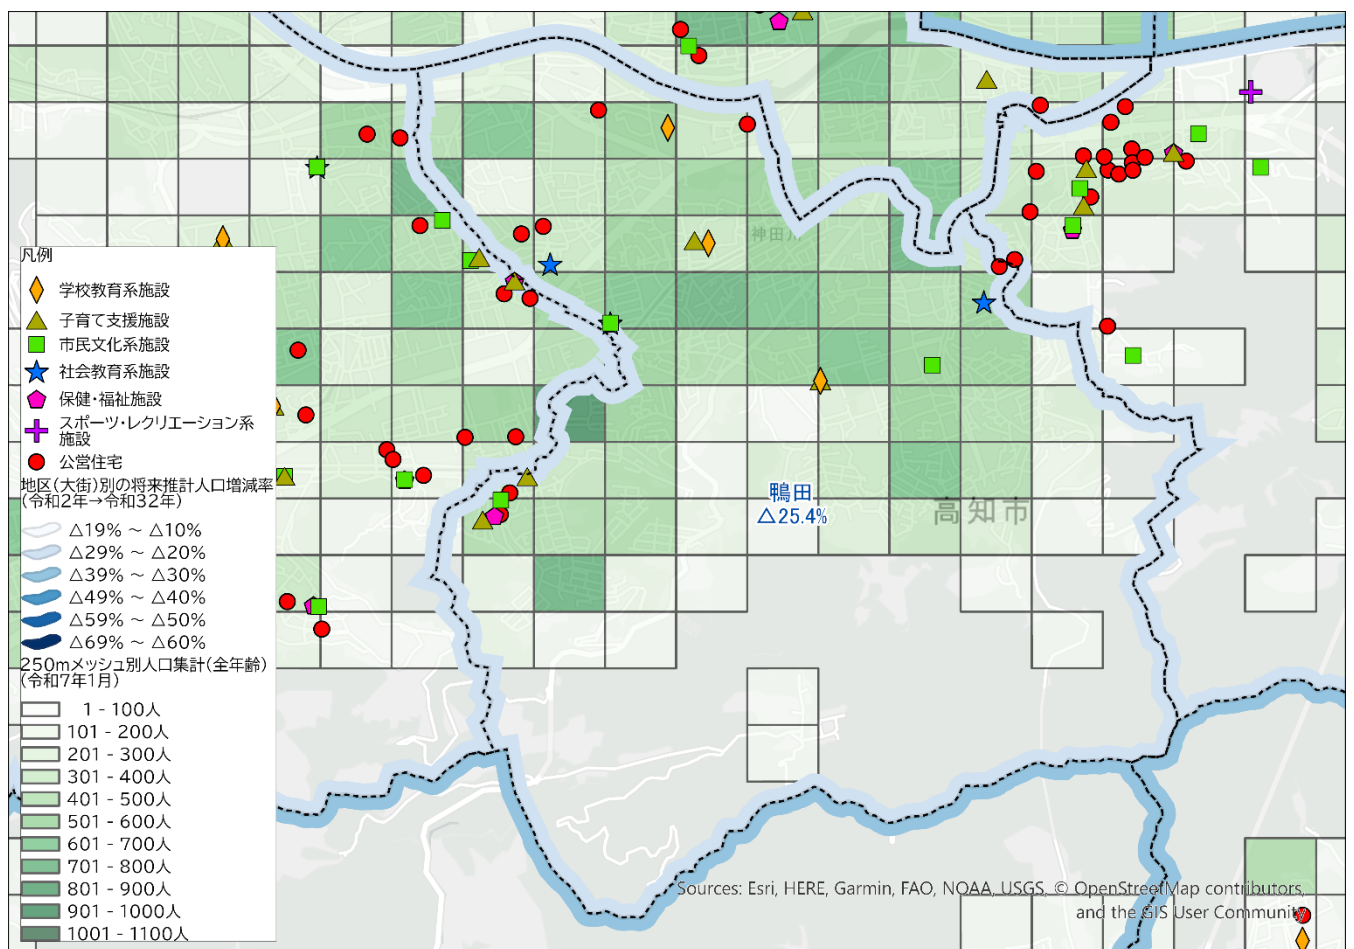 神田川
凡例
学校教育系施設
子育て支援施設
市民文化系施設
社会教育系施設
保健・福祉施設
スポーツ・レクリエーション系
施設
公営住宅
地区(大街)別の将来推計人口増減率
(令和2年→令和32年)
△19% ～ △10%
△29% ～ △20%
△39% ～ △30%
△49% ～ △40%
△59% ～ △50%
△69% ～ △60%
250mメッシュ別人口集計(全年齢)
(令和7年1月)
1 - 100人
101 - 200人
201 - 300人
301 - 400人
401 - 500人
501 - 600人
601 - 700人
701 - 800人
801 - 900人
901 - 1000人
1001 - 1100人
鴨田
△25.4%
高知市
Sources: Esri, HERE, Garmin, FAO, NOAA, USGS, © OpenStreetMap contributors,
and the GIS User Community